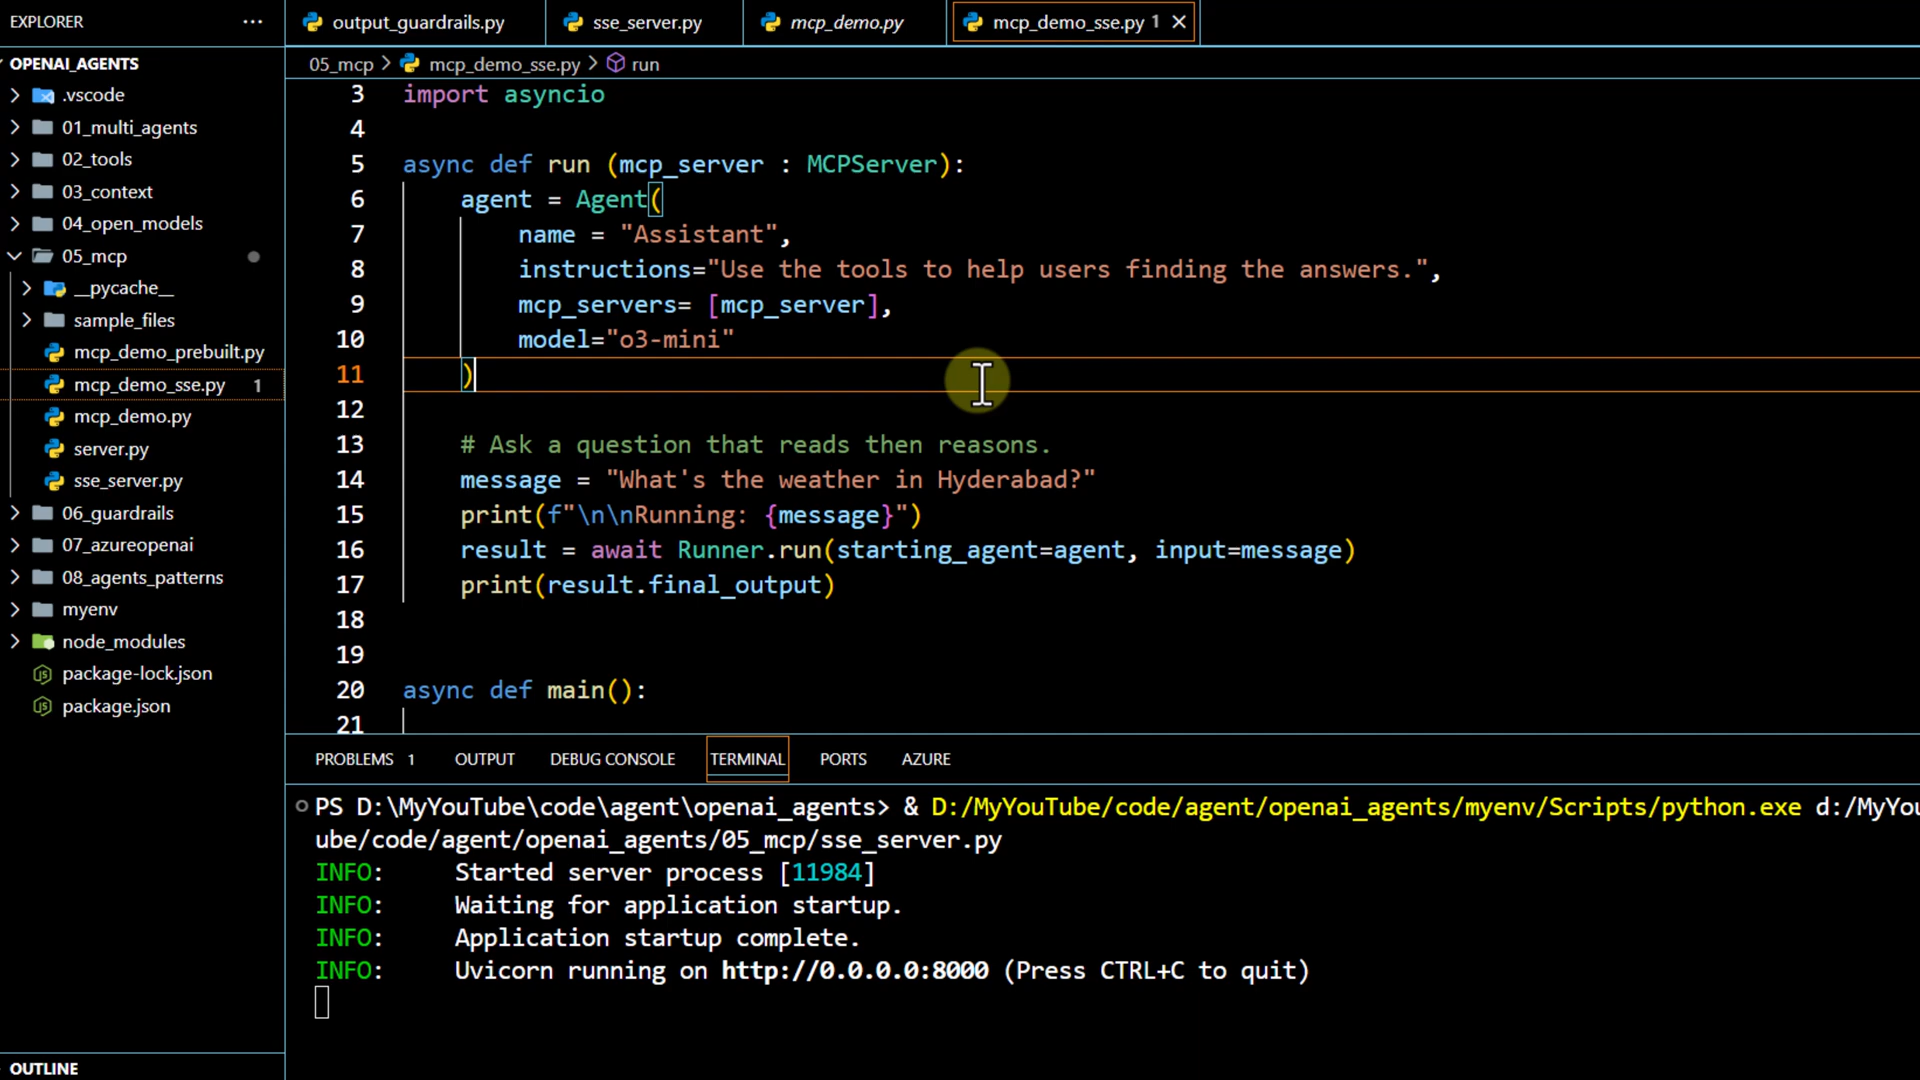 EXPLORER
output_guardrails.py
sse_server.py
mcp_demo.py
mcp_demo_sse.py 1
OPENAI_AGENTS
.vscode
01_multi_agents
02_tools
03_context
04_open_models
05_mcp
__pycache__
sample_files
mcp_demo_prebuilt.py
mcp_demo_sse.py 1
mcp_demo.py
server.py
sse_server.py
06_guardrails
07_azureopenai
08_agents_patterns
myenv
node_modules
package-lock.json
package.json
OUTLINE
05_mcp > mcp_demo_sse.py > run
3 import asyncio
4
5 async def run (mcp_server : MCPServer):
6     agent = Agent(
7         name = "Assistant",
8         instructions="Use the tools to help users finding the answers.",
9         mcp_servers= [mcp_server],
10         model="o3-mini"
11     )
12
13     # Ask a question that reads then reasons.
14     message = "What's the weather in Hyderabad?"
15     print(f"\n\nRunning: {message}")
16     result = await Runner.run(starting_agent=agent, input=message)
17     print(result.final_output)
18
19
20 async def main():
21
PROBLEMS 1 OUTPUT DEBUG CONSOLE TERMINAL PORTS AZURE
PS D:\MyYouTube\code\agent\openai_agents> & D:/MyYouTube/code/agent/openai_agents/myenv/Scripts/python.exe d:/MyYou
ube/code/agent/openai_agents/05_mcp/sse_server.py
INFO:     Started server process [11984]
INFO:     Waiting for application startup.
INFO:     Application startup complete.
INFO:     Uvicorn running on http://0.0.0.0:8000 (Press CTRL+C to quit)